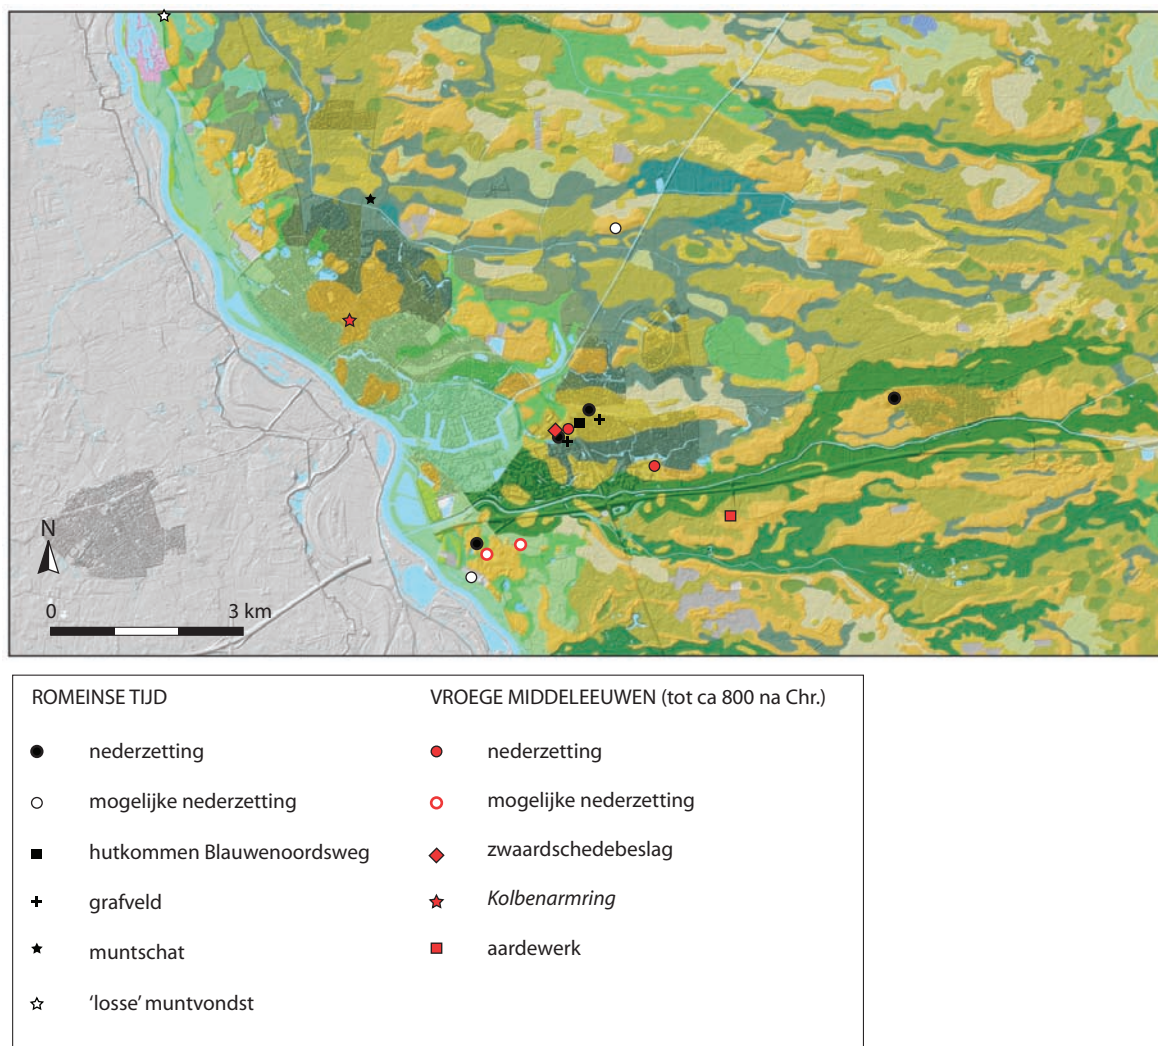 N
0 3 km
ROMEINSE TIJD
nederzetting
mogelijke nederzetting
hutkommen Blauwenoordsweg
grafveld
muntschat
‘losse’ muntvondst
VROEGE MIDDELEEUWEN (tot ca 800 na Chr.)
nederzetting
mogelijke nederzetting
zwaardschedebeslag
Kolbenarmring
aardewerk